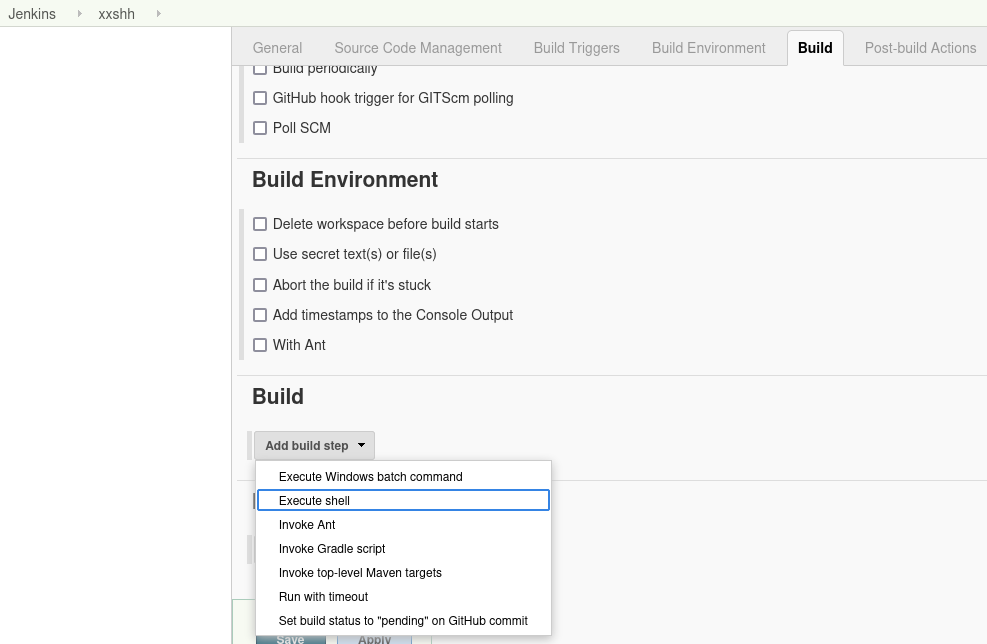 Jenkins xxshh
General Source Code Management Build Triggers Build Environment Build Post-build Actions
Build periodically
GitHub hook trigger for GITScm polling
Poll SCM
Build Environment
Delete workspace before build starts
Use secret text(s) or file(s)
Abort the build if it's stuck
Add timestamps to the Console Output
With Ant
Build
Add build step
Execute Windows batch command
Execute shell
Invoke Ant
Invoke Gradle script
Invoke top-level Maven targets
Run with timeout
Set build status to "pending" on GitHub commit
Save Apply